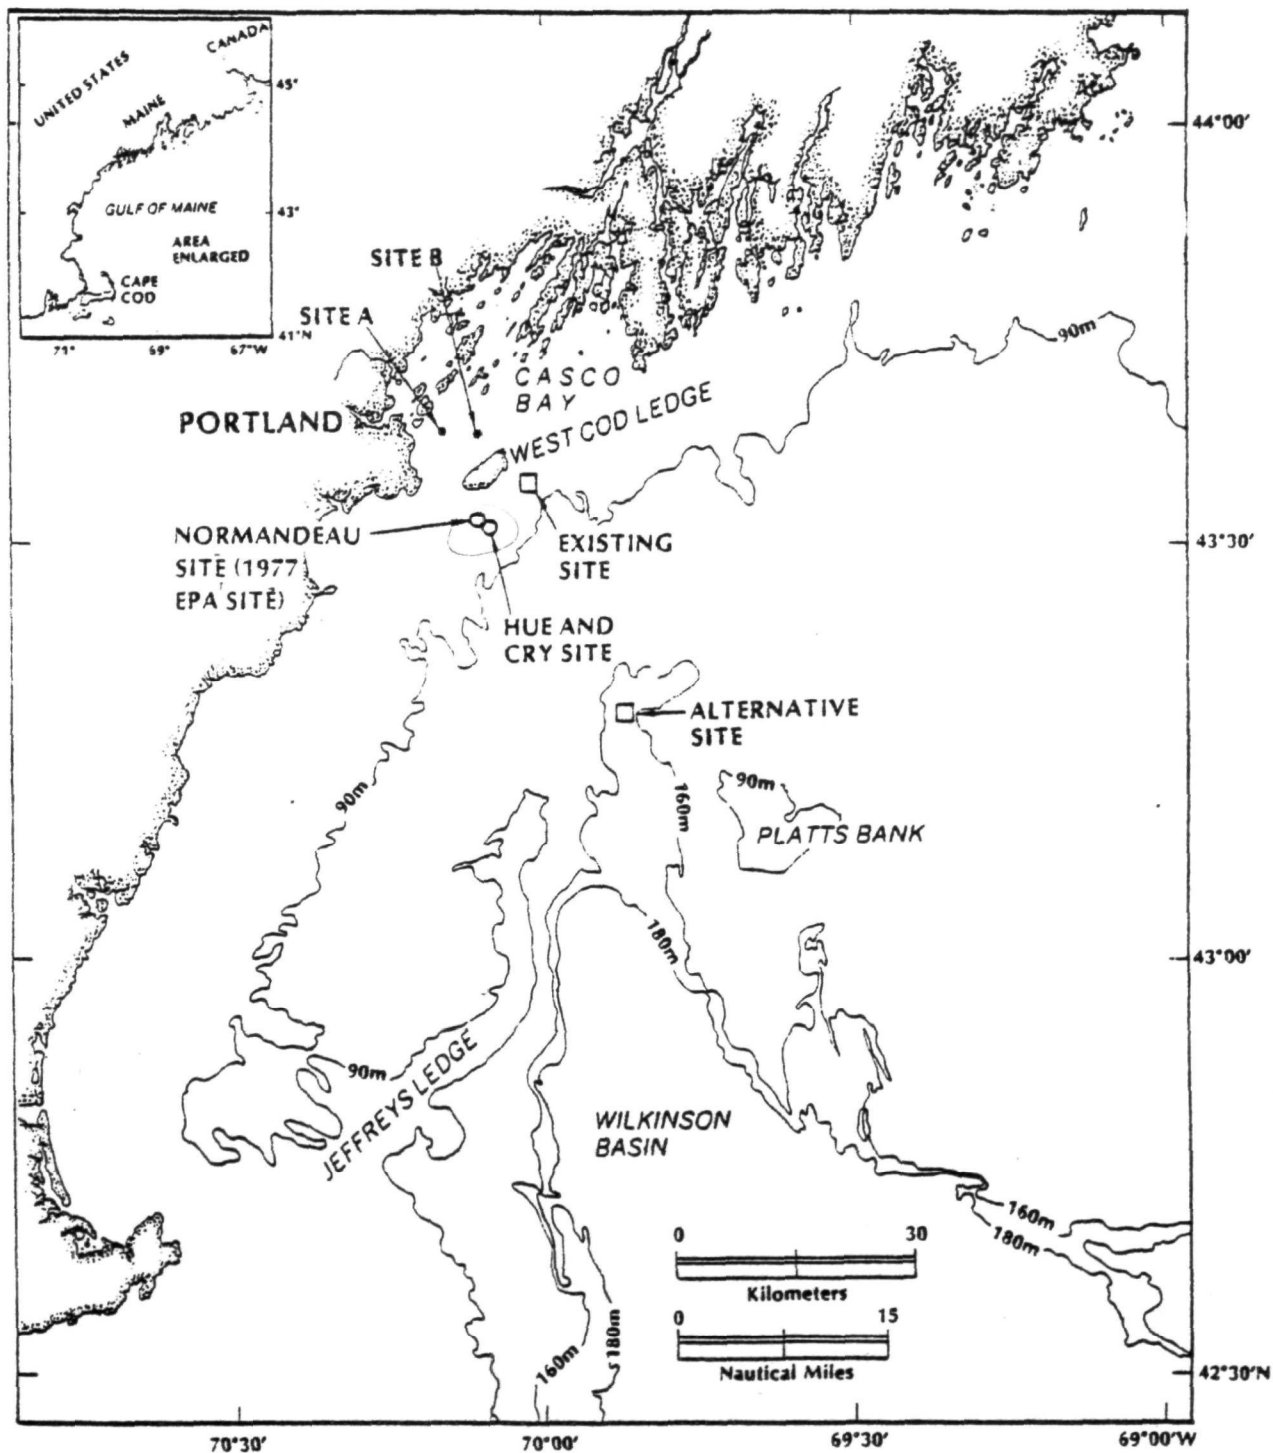 CANADA
UNITED STATES
MAINE
45°
GULF OF MAINE
43°
AREA
ENLARGED
CAPE
COD
41°N
71°
69°
67°W
44°00'
SITE B
SITE A
90m
CASCO
BAY
PORTLAND
WEST COD LEDGE
NORMANDEAU
SITE (1977
EPA SITE)
EXISTING
SITE
43°30'
HUE AND
CRY SITE
ALTERNATIVE
SITE
90m
160m
90m
PLATTS BANK
180m
43°00'
90m
JEFFREYS LEDGE
WILKINSON
BASIN
160m
180m
0 30
Kilometers
0 15
Nautical Miles
160m
180m
42°30'N
70°30'
70°00'
69°30'
69°00'W